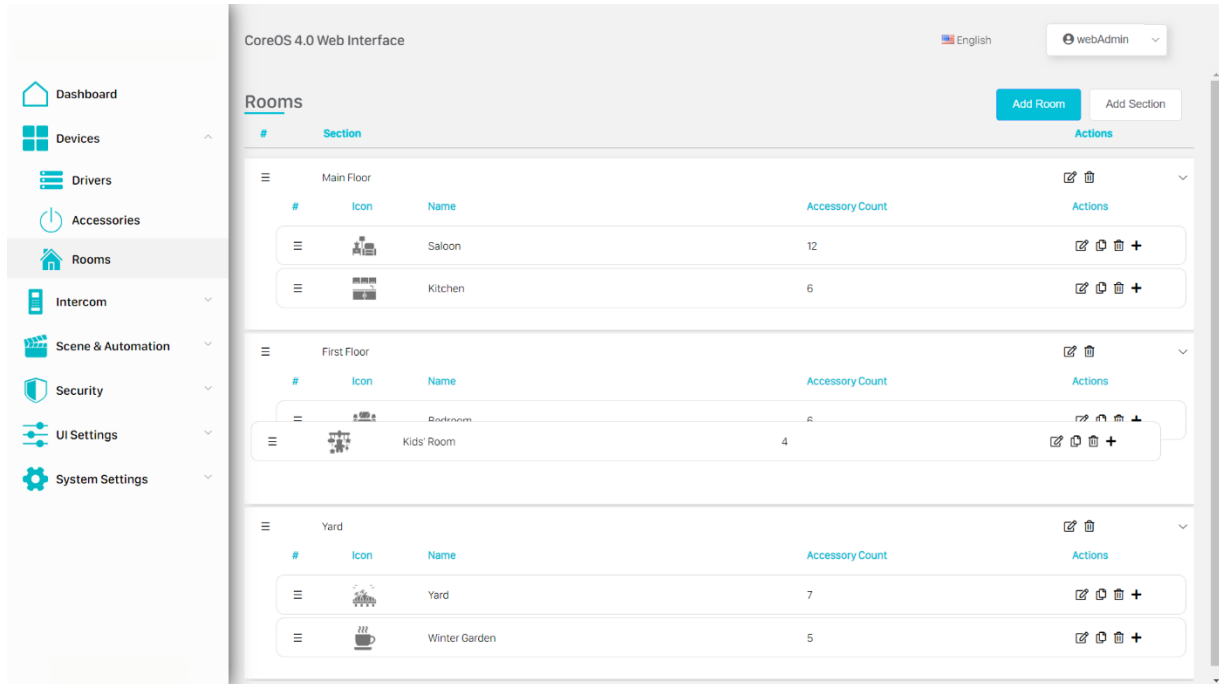 CoreOS 4.0 Web Interface
English
webAdmin
Dashboard
Devices
Drivers
Accessories
Rooms
Intercom
Scene & Automation
Security
UI Settings
System Settings
Rooms
Add Room
Add Section
# Section Actions
Main Floor
# Icon Name Accessory Count Actions
Saloon 12
Kitchen 6
First Floor
# Icon Name Accessory Count Actions
Bedroom 6
Kids' Room 4
Yard
# Icon Name Accessory Count Actions
Yard 7
Winter Garden 5